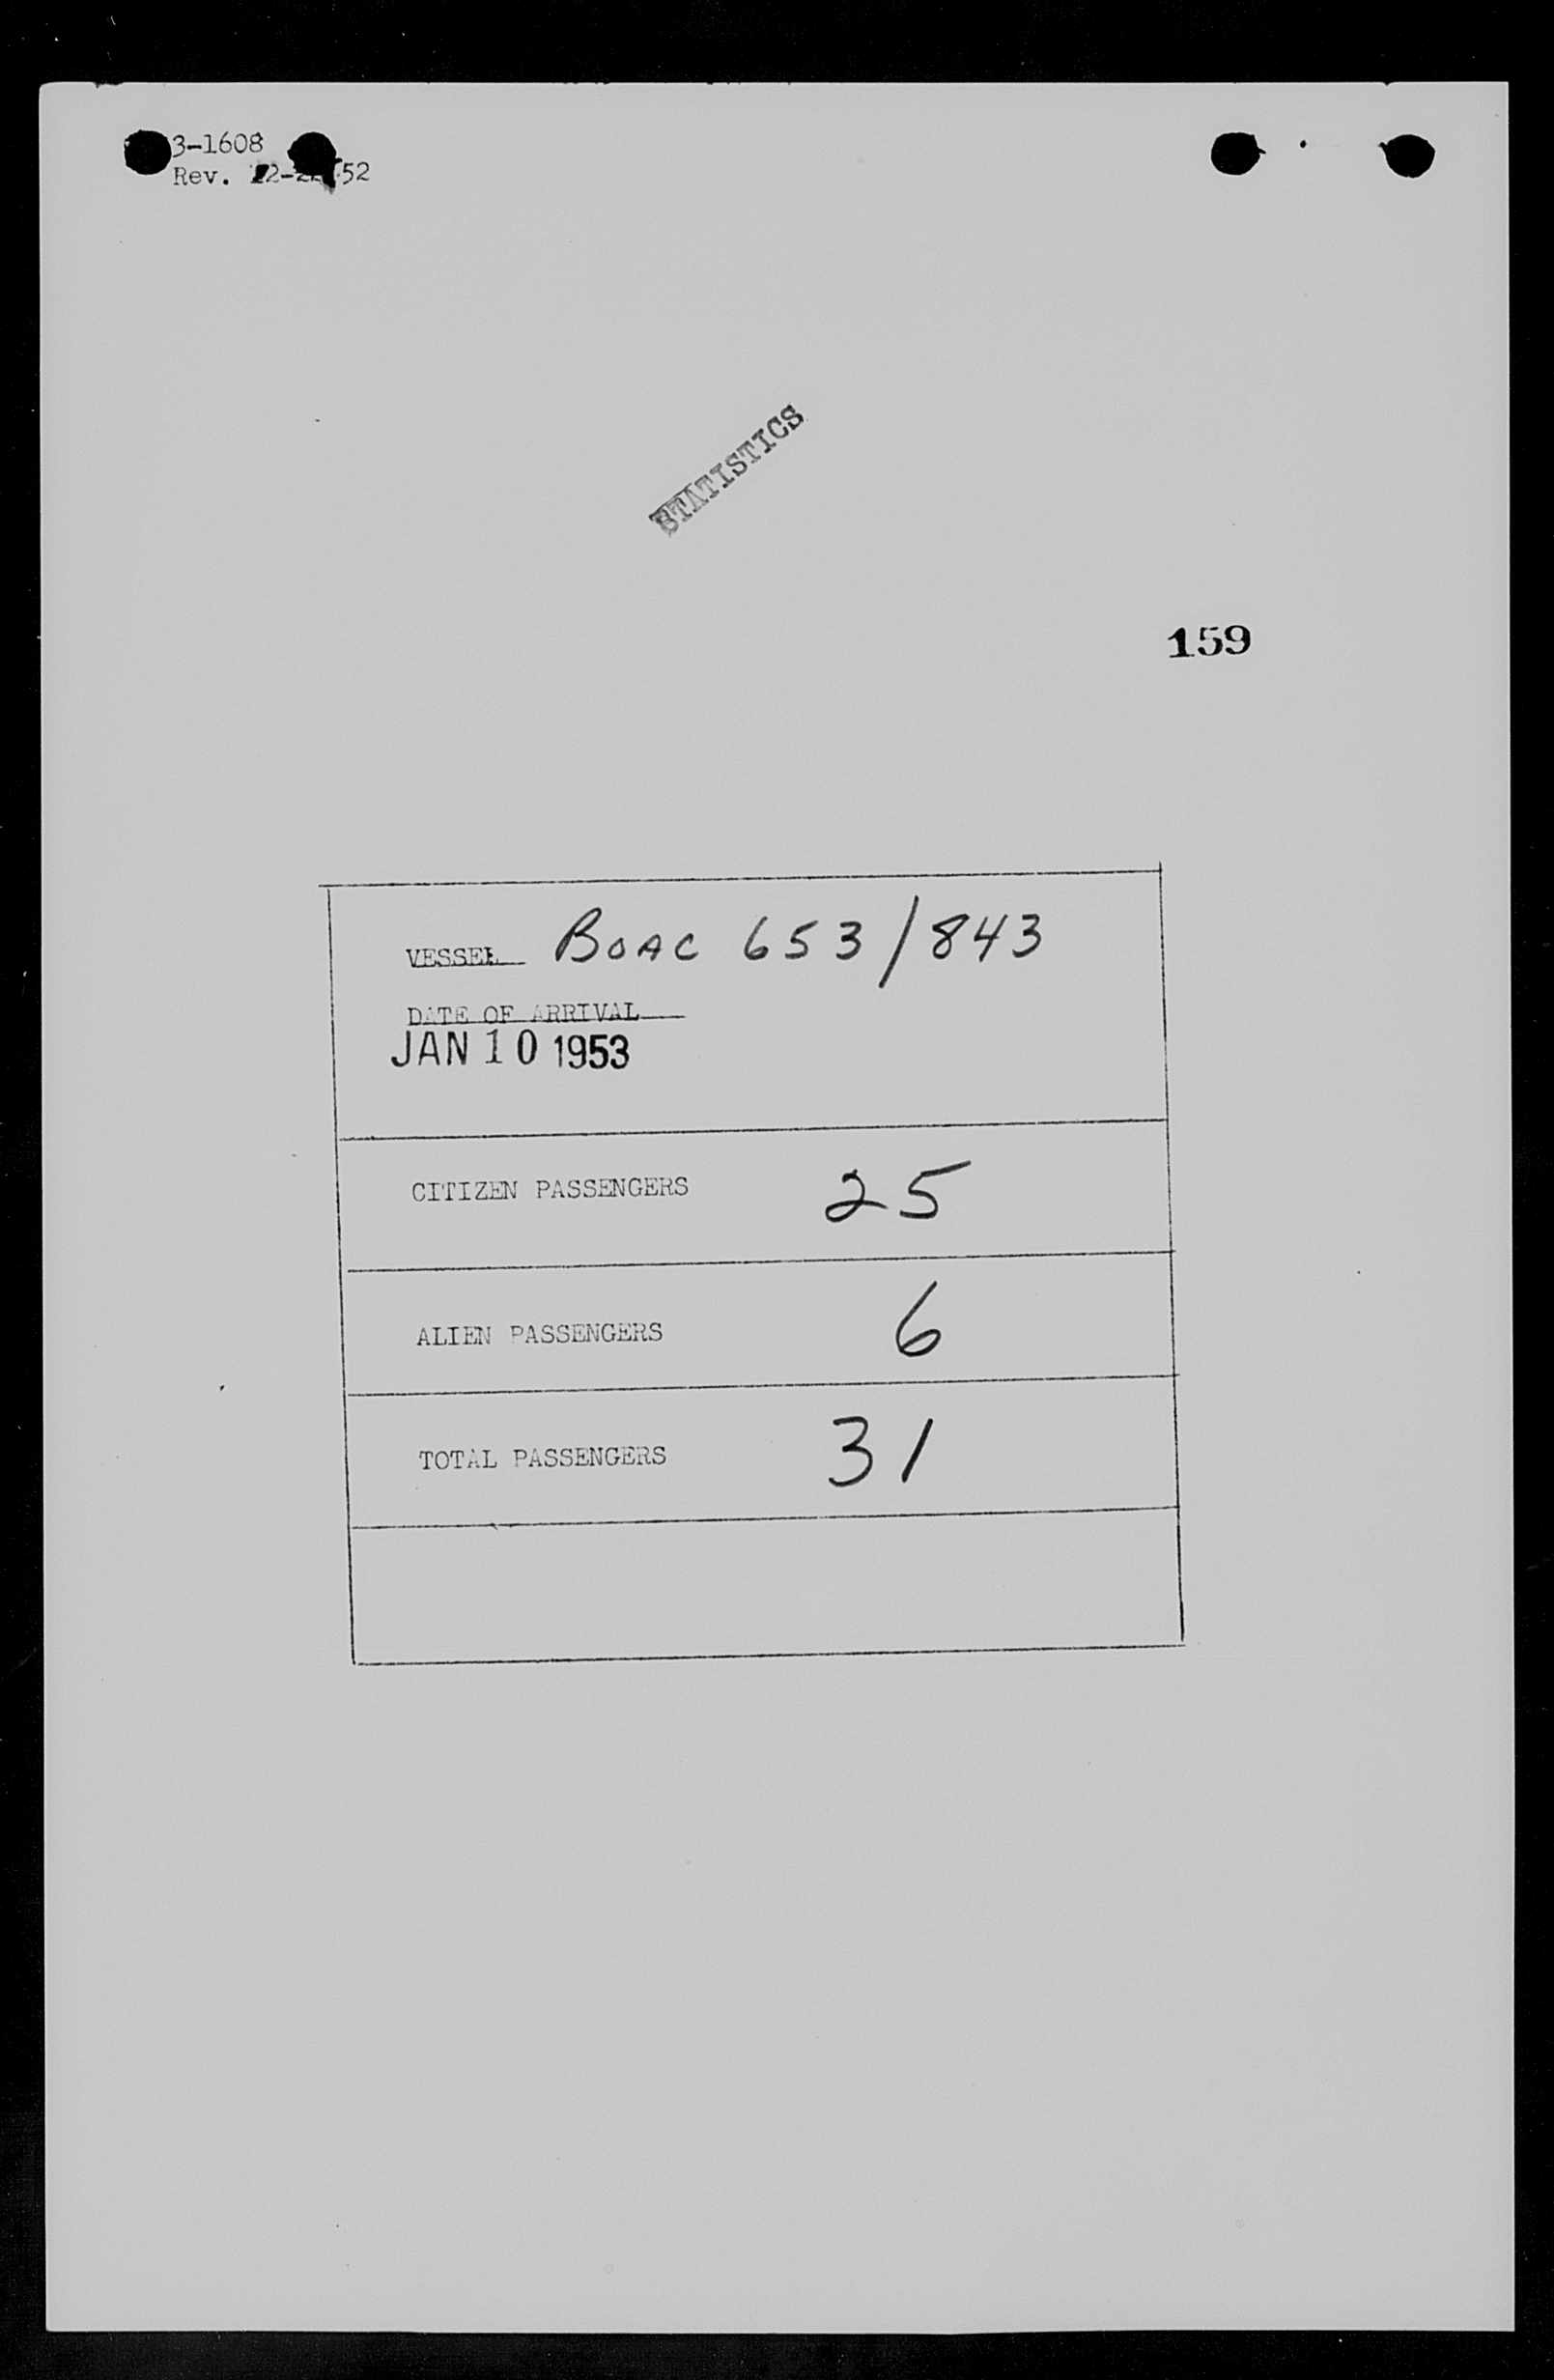 3-1608
Rev. 52
STATISTICS
159
VESSEL BOAC 653/843
DATE OF ARRIVAL
JAN 10 1953
CITIZEN PASSENGERS 25
ALIEN PASSENGERS 6
TOTAL PASSENGERS 31